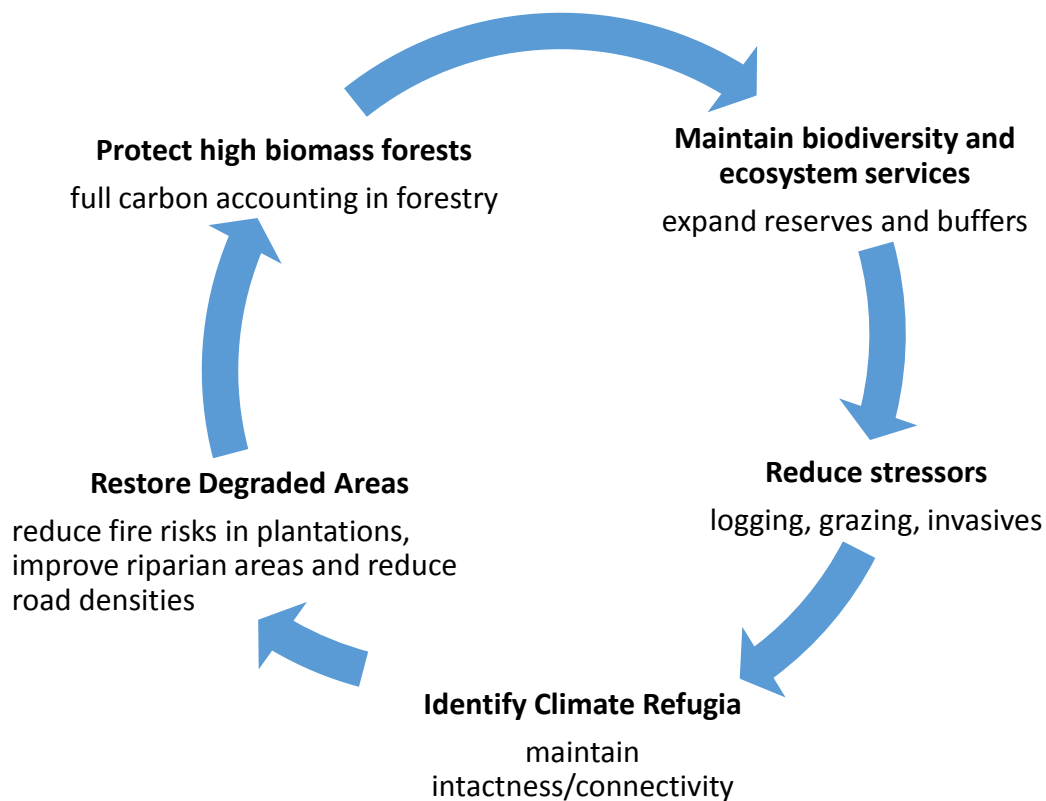 Protect high biomass forests
full carbon accounting in forestry
Maintain biodiversity and
ecosystem services
expand reserves and buffers
Reduce stressors
logging, grazing, invasives
Identify Climate Refugia
maintain
intactness/connectivity
Restore Degraded Areas
reduce fire risks in plantations,
improve riparian areas and reduce
road densities